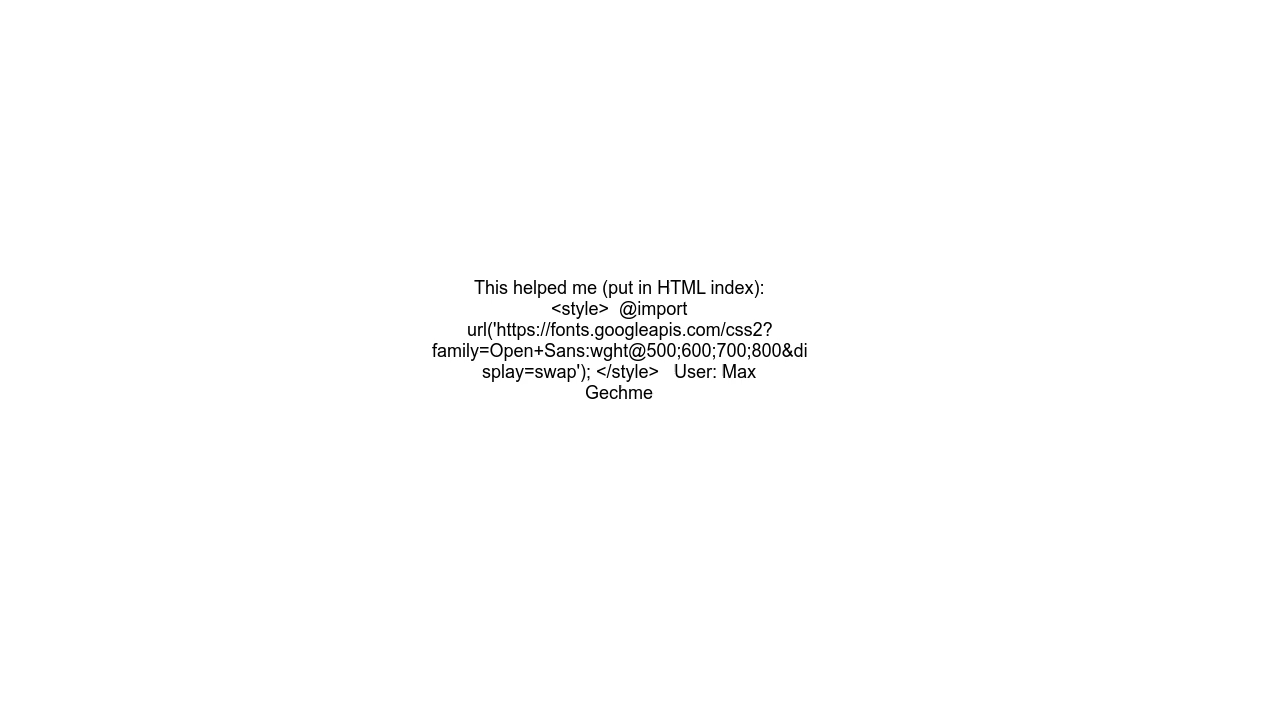 This helped me (put in HTML index):
<style>  @import
url('https://fonts.googleapis.com/css2?
family=Open+Sans:wght@500;600;700;800&di
splay=swap'); </style>   User: Max
Gechme